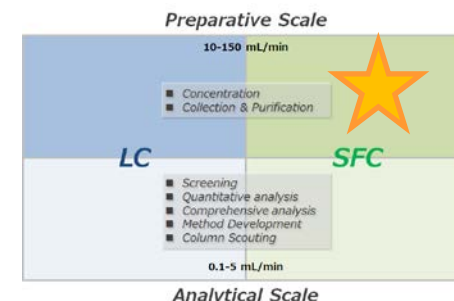 Preparative Scale
10-150 mL/min
■ Concentration
■ Collection & Purification
LC
SFC
■ Screening
■ Quantitative analysis
■ Comprehensive analysis
■ Method Development
■ Column Scouting
0.1-5 mL/min
Analytical Scale